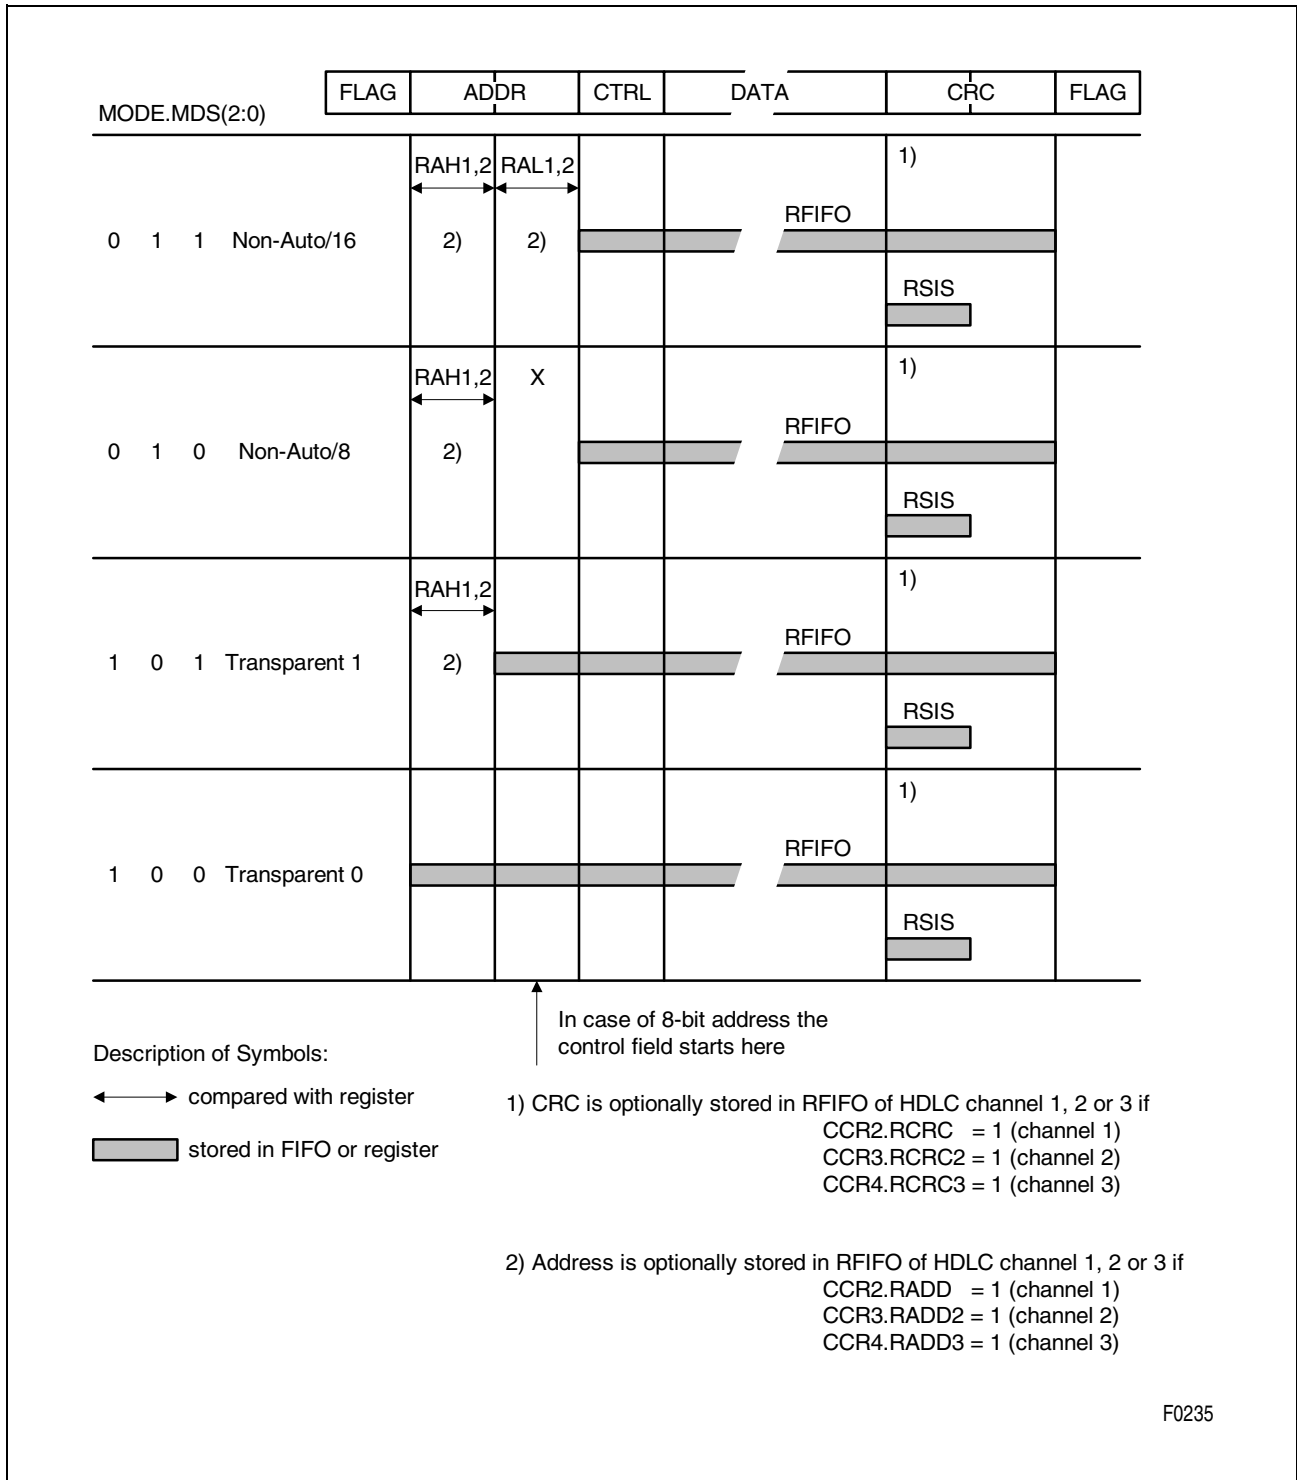 FLAG ADDR CTRL DATA CRC FLAG
MODE.MDS(2:0)
RAH1,2 RAL1,2 1)
RFIFO
0 1 1 Non-Auto/16 2) 2)
RSIS
RAH1,2 X 1)
RFIFO
0 1 0 Non-Auto/8 2)
RSIS
RAH1,2 1)
RFIFO
1 0 1 Transparent 1 2)
RSIS
1)
RFIFO
1 0 0 Transparent 0
RSIS
In case of 8-bit address the
control field starts here
Description of Symbols:
compared with register
stored in FIFO or register
1) CRC is optionally stored in RFIFO of HDLC channel 1, 2 or 3 if
CCR2.RCRC = 1 (channel 1)
CCR3.RCRC2 = 1 (channel 2)
CCR4.RCRC3 = 1 (channel 3)
2) Address is optionally stored in RFIFO of HDLC channel 1, 2 or 3 if
CCR2.RADD = 1 (channel 1)
CCR3.RADD2 = 1 (channel 2)
CCR4.RADD3 = 1 (channel 3)
F0235